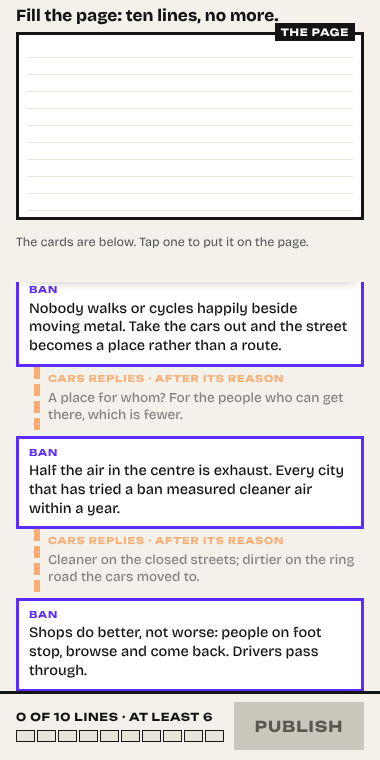 Fill the page: ten lines, no more.
THE PAGE
The cards are below. Tap one to put it on the page.
BAN
Nobody walks or cycles happily beside
moving metal. Take the cars out and the street
becomes a place rather than a route.
CARS REPLIES · AFTER ITS REASON
A place for whom? For the people who can get
there, which is fewer.
BAN
Half the air in the centre is exhaust. Every city
that has tried a ban measured cleaner air
within a year.
CARS REPLIES · AFTER ITS REASON
Cleaner on the closed streets; dirtier on the ring
road the cars moved to.
BAN
Shops do better, not worse: people on foot
stop, browse and come back. Drivers pass
through.
0 OF 10 LINES · AT LEAST 6
PUBLISH